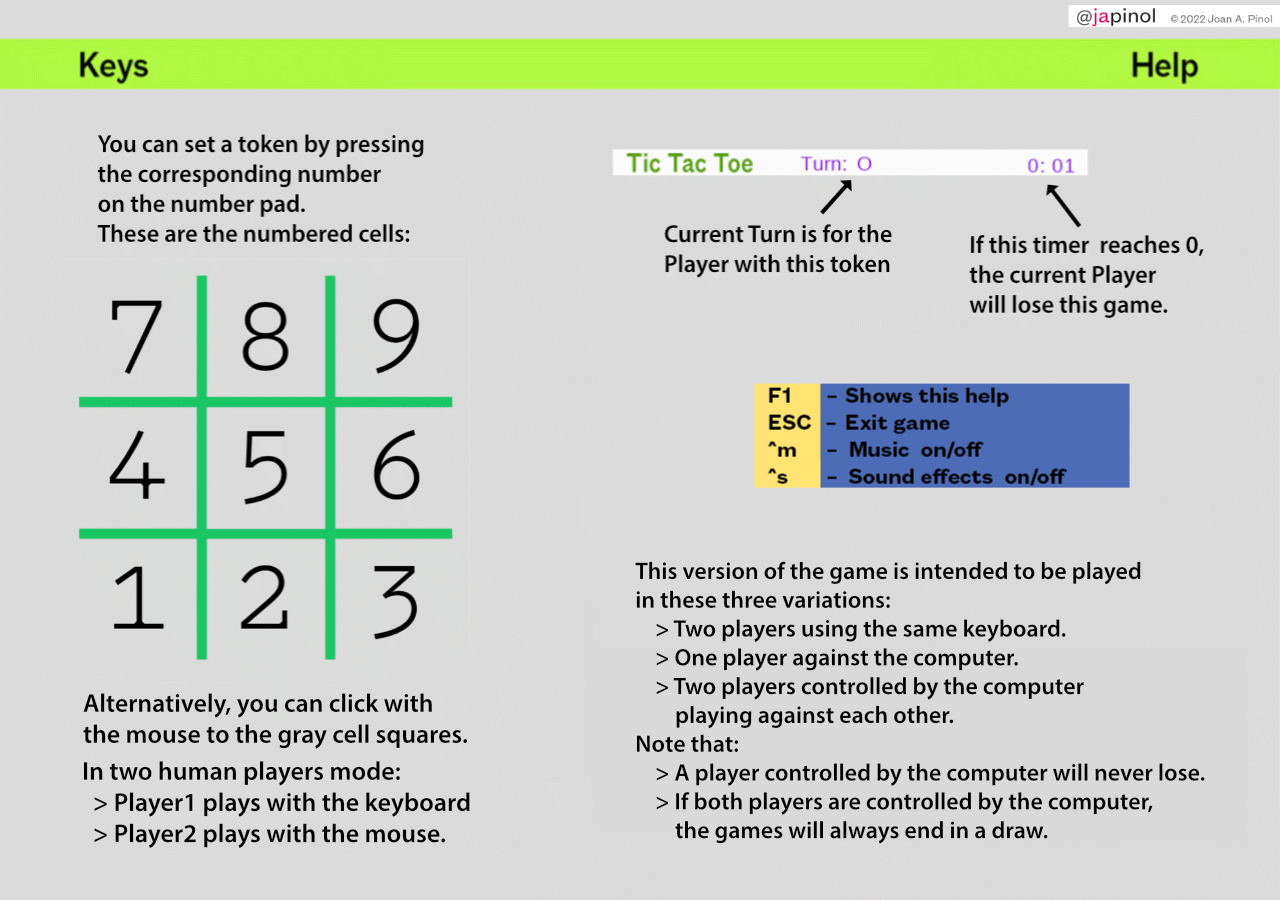 @japinol © 2022 Joan A. Pinol
Keys
Help
You can set a token by pressing
the corresponding number
on the number pad.
These are the numbered cells:
7 8 9
4 5 6
1 2 3
Alternatively, you can click with
the mouse to the gray cell squares.
In two human players mode:
> Player1 plays with the keyboard
> Player2 plays with the mouse.
Tic Tac Toe Turn: O 0: 01
Current Turn is for the
Player with this token
If this timer reaches 0,
the current Player
will lose this game.
F1 - Shows this help
ESC - Exit game
^m - Music on/off
^s - Sound effects on/off
This version of the game is intended to be played
in these three variations:
> Two players using the same keyboard.
> One player against the computer.
> Two players controlled by the computer
playing against each other.
Note that:
> A player controlled by the computer will never lose.
> If both players are controlled by the computer,
the games will always end in a draw.